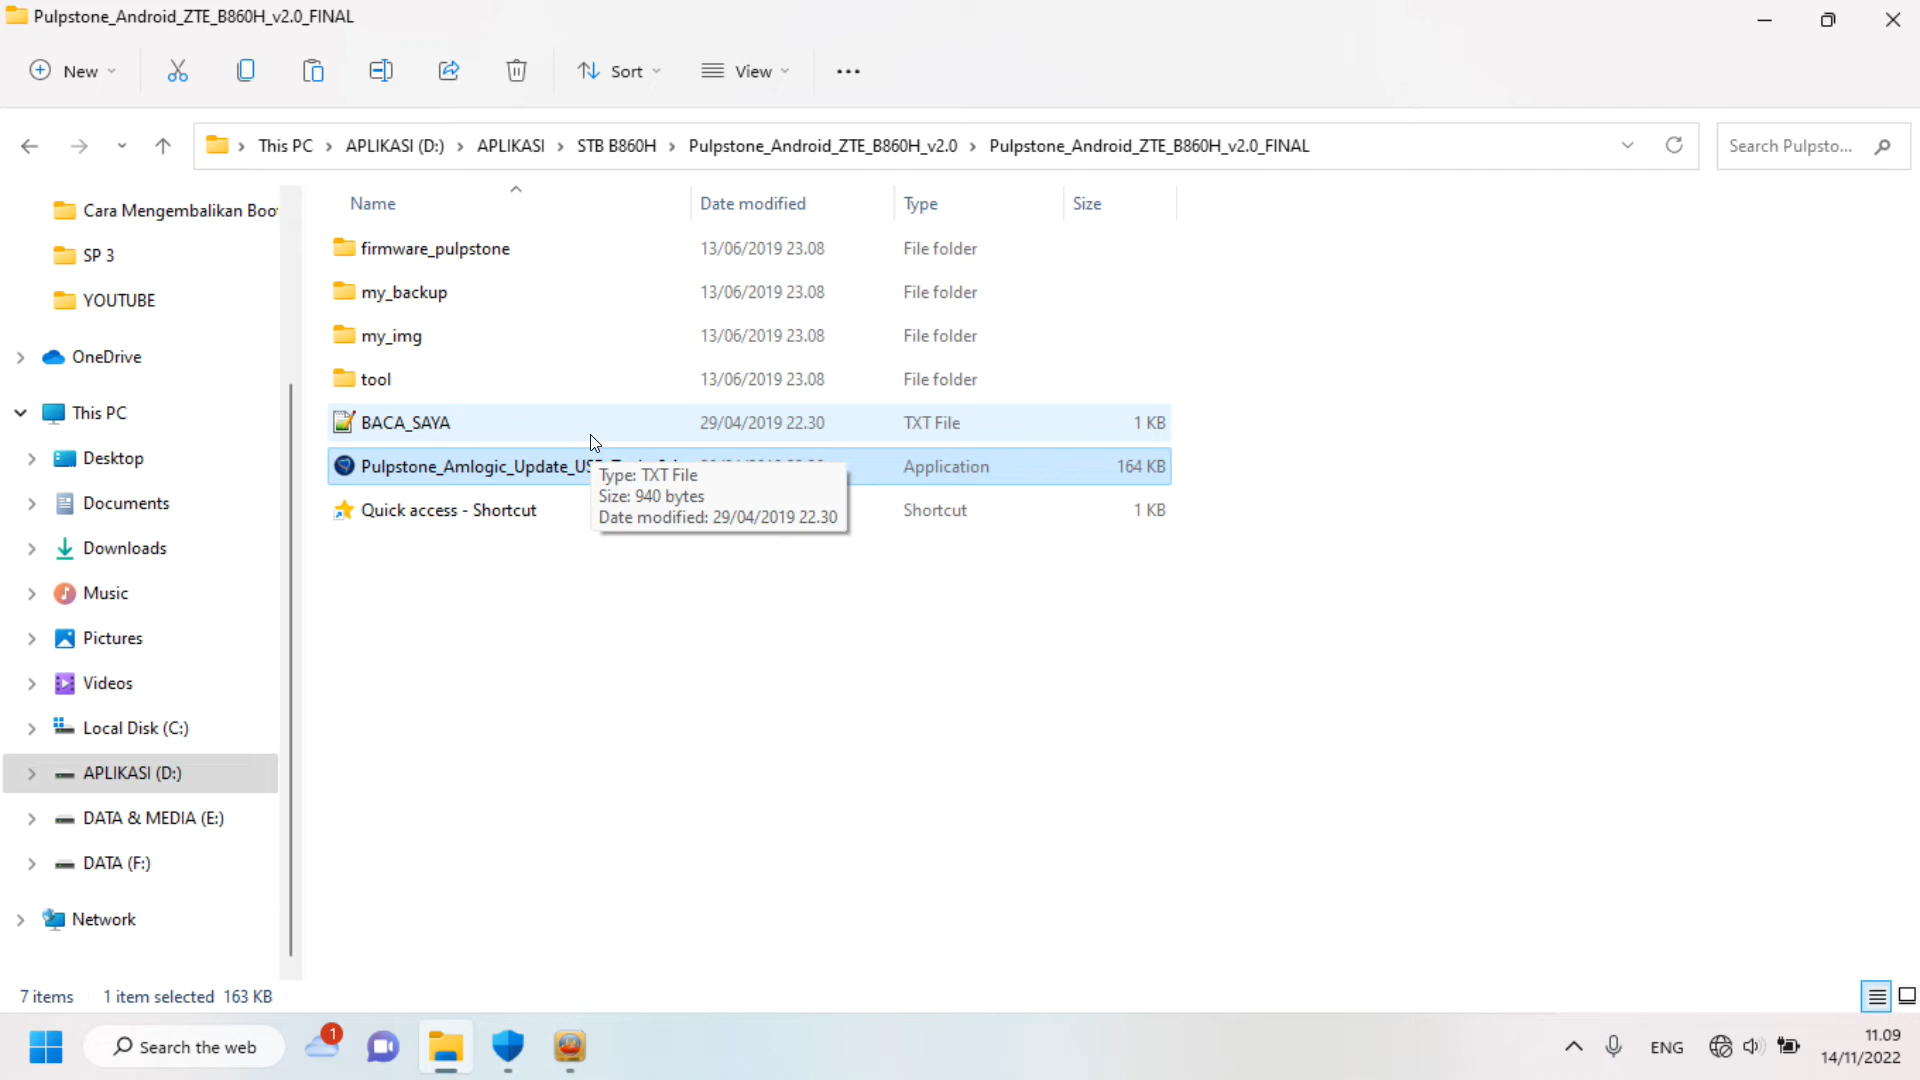 Pulpstone_Android_ZTE_B860H_v2.0_FINAL
New Sort View
This PC APLIKASI (D:) APLIKASI STB B860H Pulpstone_Android_ZTE_B860H_v2.0 Pulpstone_Android_ZTE_B860H_v2.0_FINAL
Search Pulpsto...
Cara Mengembalikan Boo
SP 3
YOUTUBE
OneDrive
This PC
Desktop
Documents
Downloads
Music
Pictures
Videos
Local Disk (C:)
APLIKASI (D:)
DATA & MEDIA (E:)
DATA (F:)
Network
Name Date modified Type Size
firmware_pulpstone 13/06/2019 23.08 File folder
my_backup 13/06/2019 23.08 File folder
my_img 13/06/2019 23.08 File folder
tool 13/06/2019 23.08 File folder
BACA_SAYA 29/04/2019 22.30 TXT File 1 KB
Pulpstone_Amlogic_Update_US Application 164 KB
Quick access - Shortcut Shortcut 1 KB
Type: TXT File
Size: 940 bytes
Date modified: 29/04/2019 22.30
7 items 1 item selected 163 KB
Search the web
1
ENG
11.09
14/11/2022